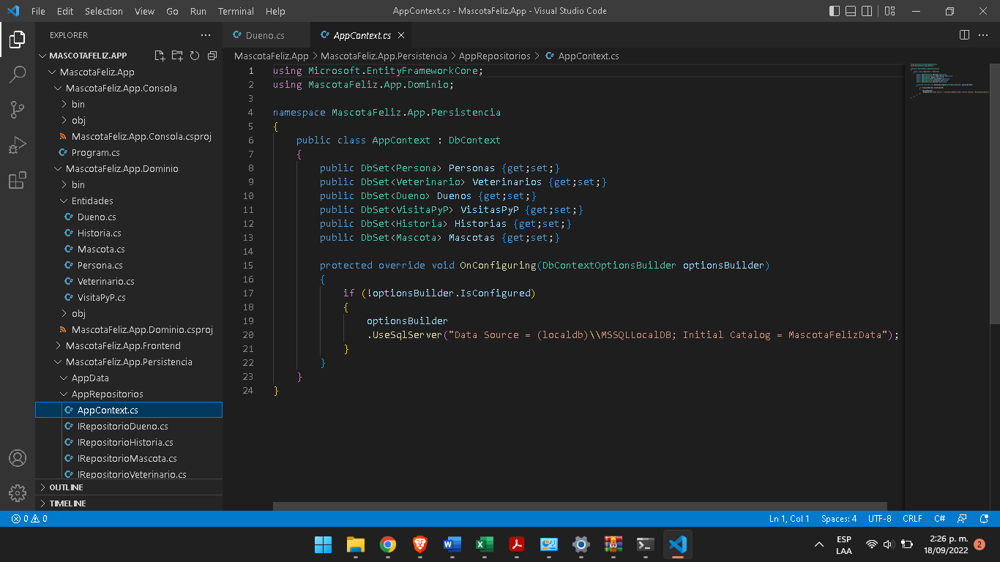 File Edit Selection View Go Run Terminal Help
AppContext.cs - MascotaFeliz.App - Visual Studio Code
EXPLORER
MASCOTAFELIZ.APP
MascotaFeliz.App
MascotaFeliz.App.Consola
bin
obj
MascotaFeliz.App.Consola.csproj
Program.cs
MascotaFeliz.App.Dominio
bin
Entidades
Dueno.cs
Historia.cs
Mascota.cs
Persona.cs
Veterinario.cs
VisitaPyP.cs
obj
MascotaFeliz.App.Dominio.csproj
MascotaFeliz.App.Frontend
MascotaFeliz.App.Persistencia
AppData
AppRepositorios
AppContext.cs
IRepositorioDueno.cs
IRepositorioHistoria.cs
IRepositorioMascota.cs
IRepositorioVeterinario.cs
OUTLINE
TIMELINE
Dueno.cs
AppContext.cs
MascotaFeliz.App > MascotaFeliz.App.Persistencia > AppRepositorios > AppContext.cs
1 using Microsoft.EntityFrameworkCore;
2 using MascotaFeliz.App.Dominio;
3
4 namespace MascotaFeliz.App.Persistencia
5 {
6 public class AppContext : DbContext
7 {
8 public DbSet<Persona> Personas {get;set;}
9 public DbSet<Veterinario> Veterinarios {get;set;}
10 public DbSet<Dueno> Duenos {get;set;}
11 public DbSet<VisitaPyP> VisitasPyP {get;set;}
12 public DbSet<Historia> Historias {get;set;}
13 public DbSet<Mascota> Mascotas {get;set;}
14
15 protected override void OnConfiguring(DbContextOptionsBuilder optionsBuilder)
16 {
17 if (!optionsBuilder.IsConfigured)
18 {
19 optionsBuilder
20 .UseSqlServer("Data Source = (localdb)\\MSSQLLocalDB; Initial Catalog = MascotaFelizData");
21 }
22 }
23 }
24 }
0 0
Ln 1, Col 1 Spaces: 4 UTF-8 CRLF C#
ESP
LAA
2:26 p. m.
18/09/2022
2